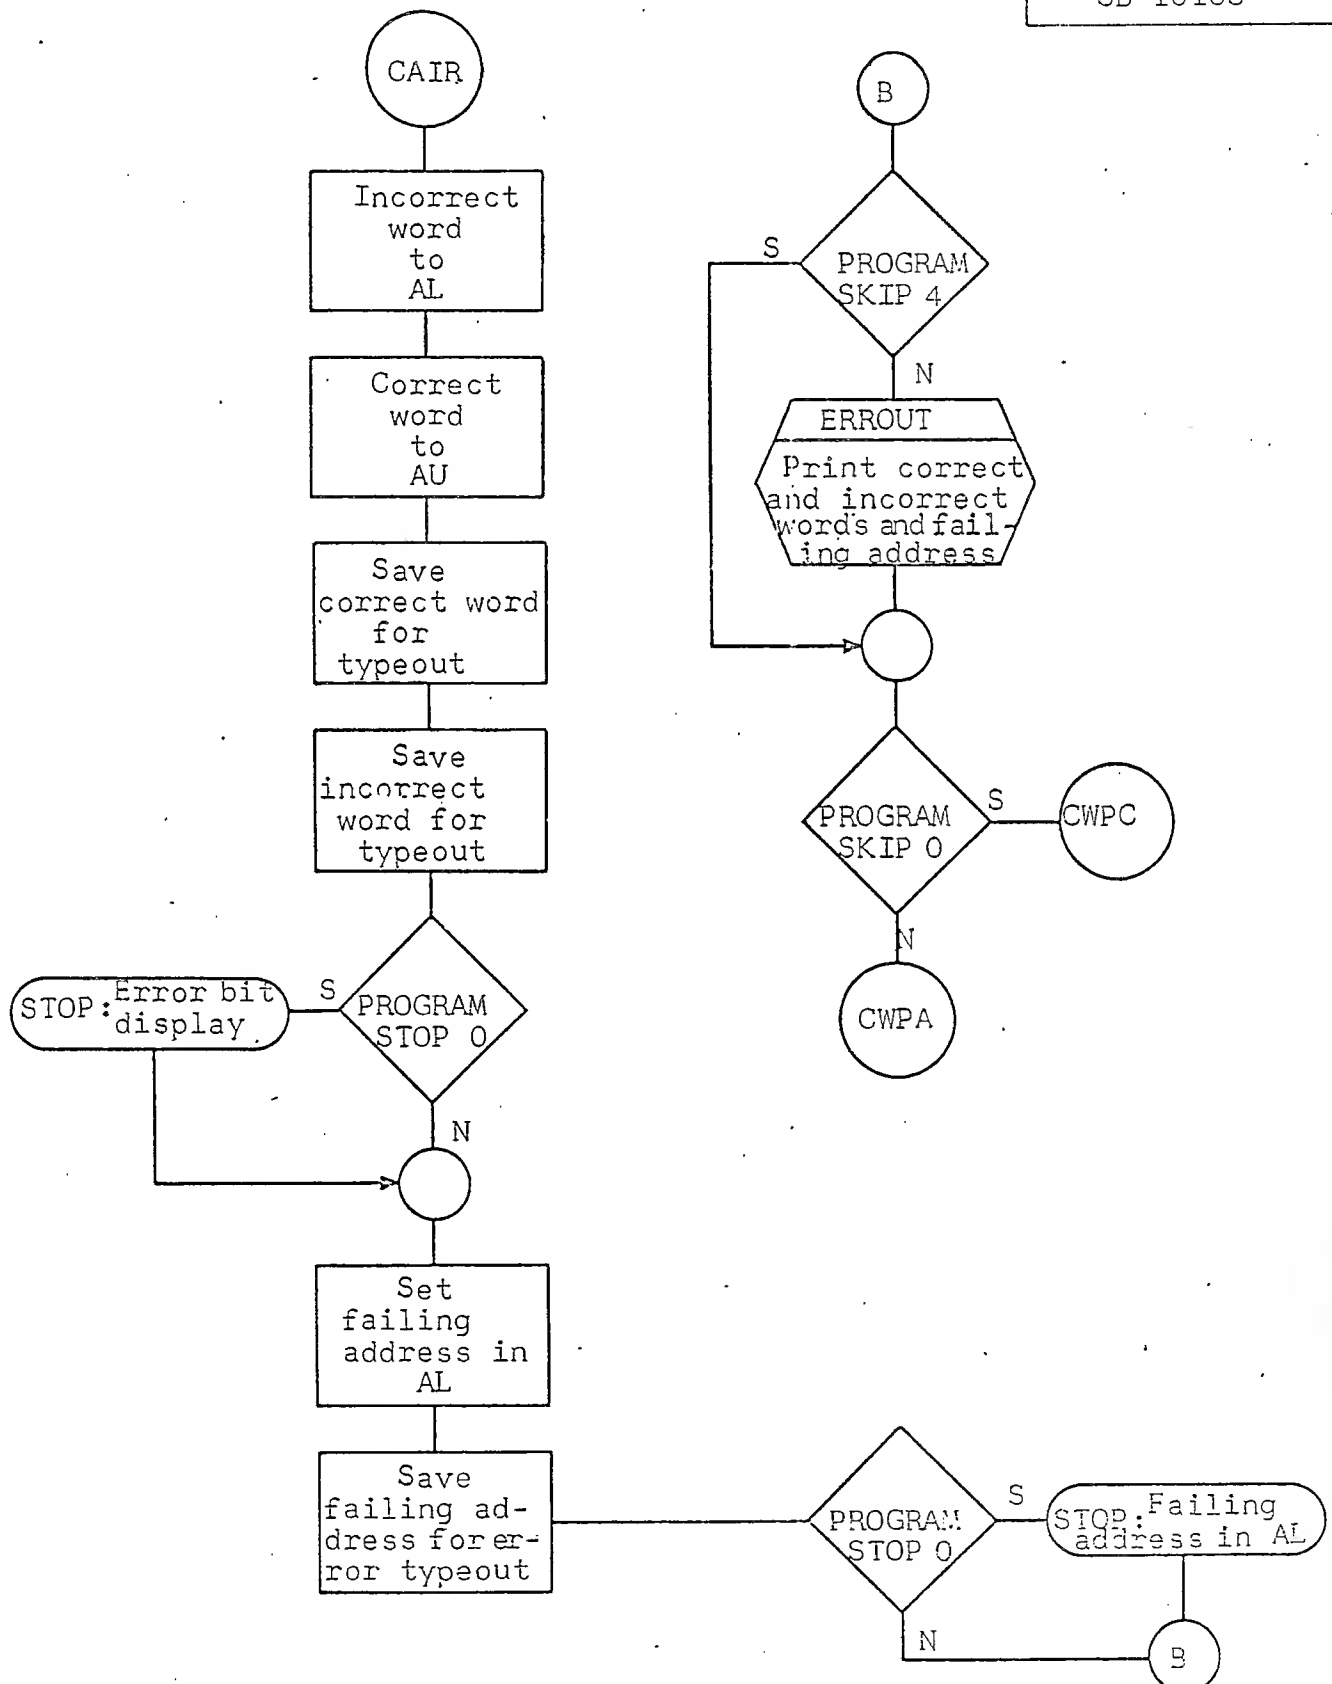 CAIR
Incorrect
word
to
AL
Correct
word
to
AU
Save
correct word
for
typeout
Save
incorrect
word for
typeout
PROGRAM
STOP 0
S
STOP: Error bit
display
N
Set
failing
address in
AL
Save
failing ad-
dress for er-
ror typeout
PROGRAM
STOP 0
S
STOP: Failing
address in AL
N
B
B
PROGRAM
SKIP 4
S
N
ERROUT
Print correct
and incorrect
words and fail-
ing address
PROGRAM
SKIP 0
S
CWPC
N
CWPA